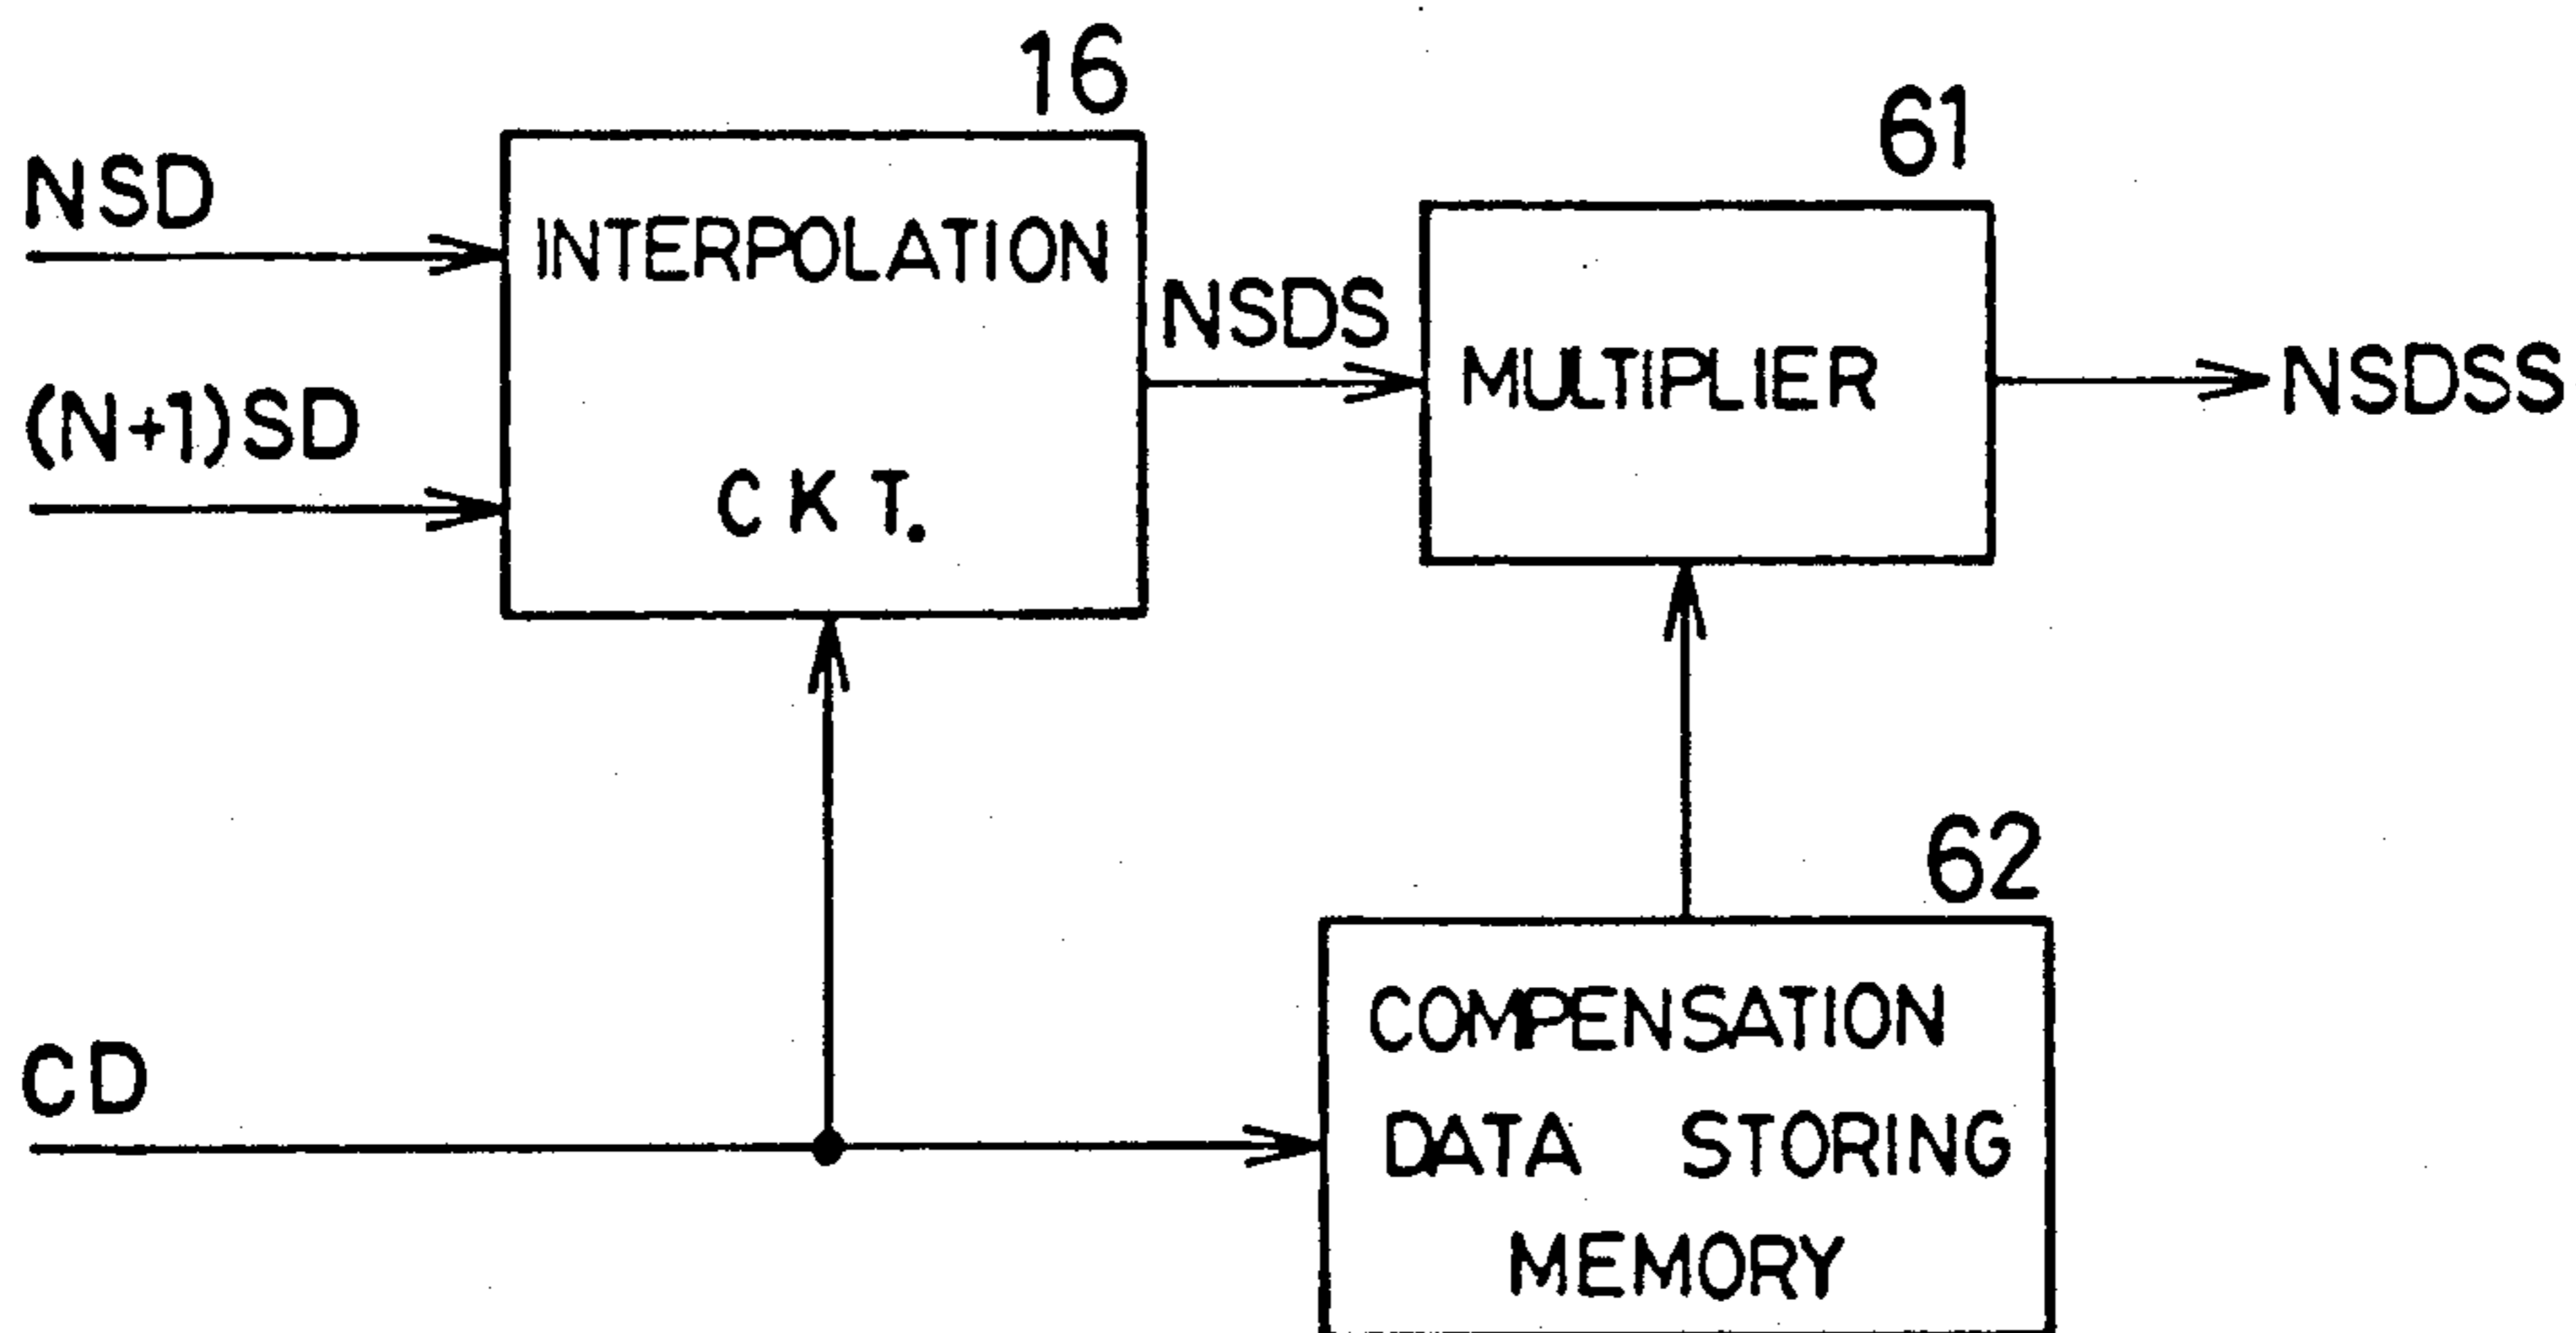 16
61
NSD
INTERPOLATION
CKT.
(N+1)SD
NSDS
MULTIPLIER
NSDSS
62
CD
COMPENSATION
DATA STORING
MEMORY